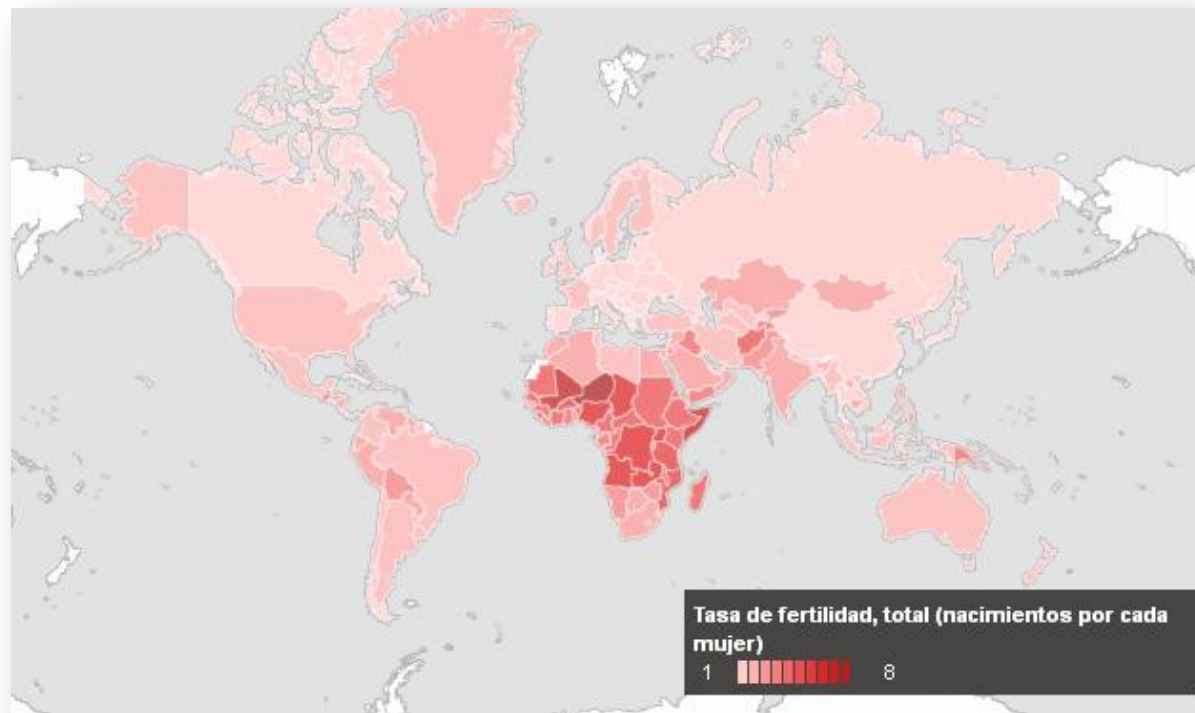 Tasa de fertilidad, total (nacimientos por cada
mujer)
1 8